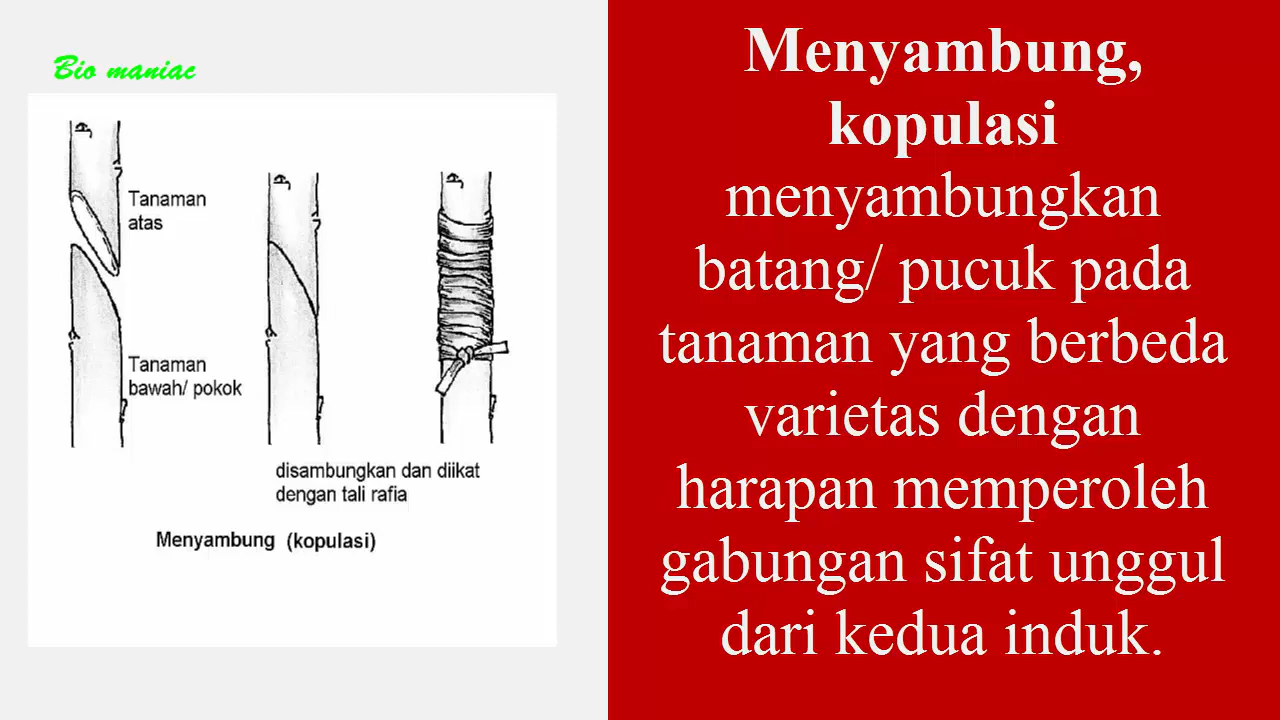 Bio maniac
Tanaman
atas
Tanaman
bawah/ pokok
disambungkan dan diikat
dengan tali rafia
Menyambung (kopulasi)
Menyambung,
kopulasi
menyambungkan
batang/ pucuk pada
tanaman yang berbeda
varietas dengan
harapan memperoleh
gabungan sifat unggul
dari kedua induk.